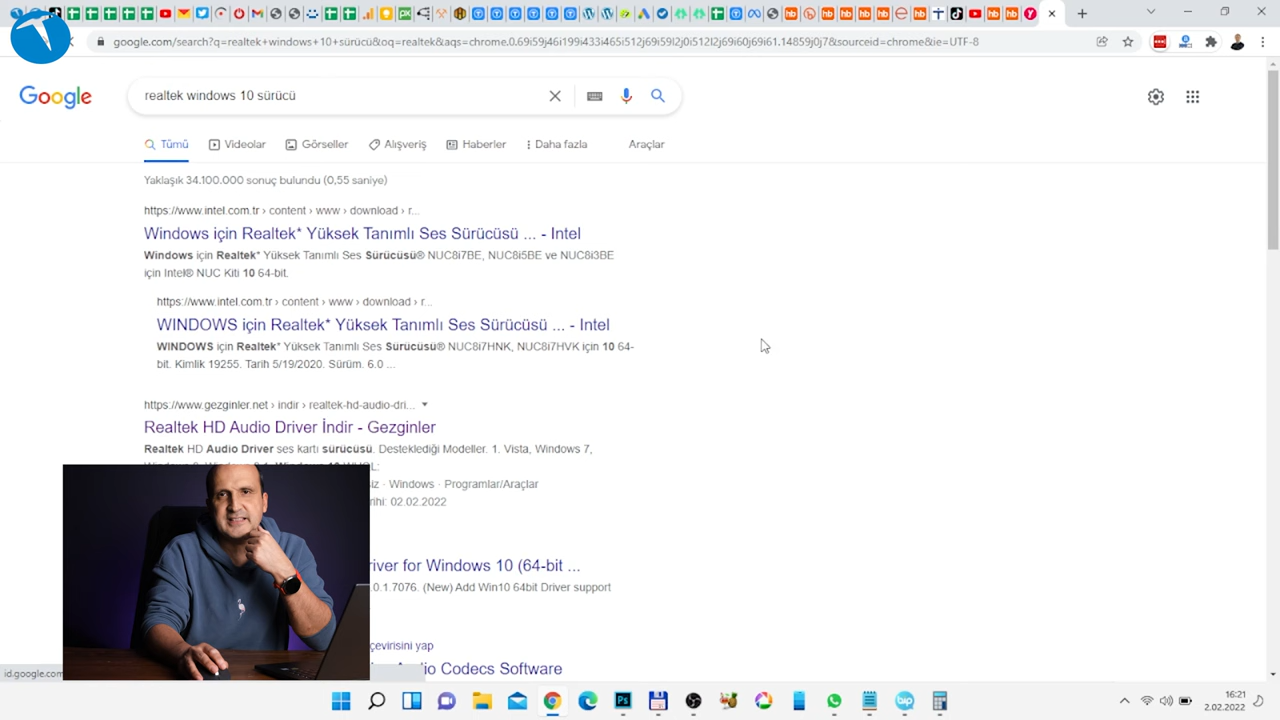 google.com/search?q=realtek+windows+10+sürücü&oq=realtek&aqs=chrome.0.69i59j46i199i433i465i512j69i59l2j0i512l2j69i60j69i61.14859j0j7&sourceid=chrome&ie=UTF-8
Google
realtek windows 10 sürücü
Tümü Videolar Görseller Alışveriş Haberler Daha fazla Araçlar
Yaklaşık 34.100.000 sonuç bulundu (0,55 saniye)
https://www.intel.com.tr › content › www › download › r...
Windows için Realtek* Yüksek Tanımlı Ses Sürücüsü ... - Intel
Windows için Realtek* Yüksek Tanımlı Ses Sürücüsü® NUC8i7BE, NUC8i5BE ve NUC8i3BE
için Intel® NUC Kiti 10 64-bit.
https://www.intel.com.tr › content › www › download › r...
WINDOWS için Realtek* Yüksek Tanımlı Ses Sürücüsü ... - Intel
WINDOWS için Realtek* Yüksek Tanımlı Ses Sürücüsü® NUC8i7HNK, NUC8i7HVK için 10 64-
bit. Kimlik 19255. Tarih 5/19/2020. Sürüm. 6.0 ...
https://www.gezginler.net › indir › realtek-hd-audio-dri...
Realtek HD Audio Driver İndir - Gezginler
Realtek HD Audio Driver ses kartı sürücüsü. Desteklediği Modeller. 1. Vista, Windows 7,
siz - Windows - Programlar/Araçlar
rihi: 02.02.2022
iver for Windows 10 (64-bit ...
.0.1.7076. (New) Add Win10 64bit Driver support
çevirisini yap
Audio Codecs Software
id.google.com
16:21
2.02.2022